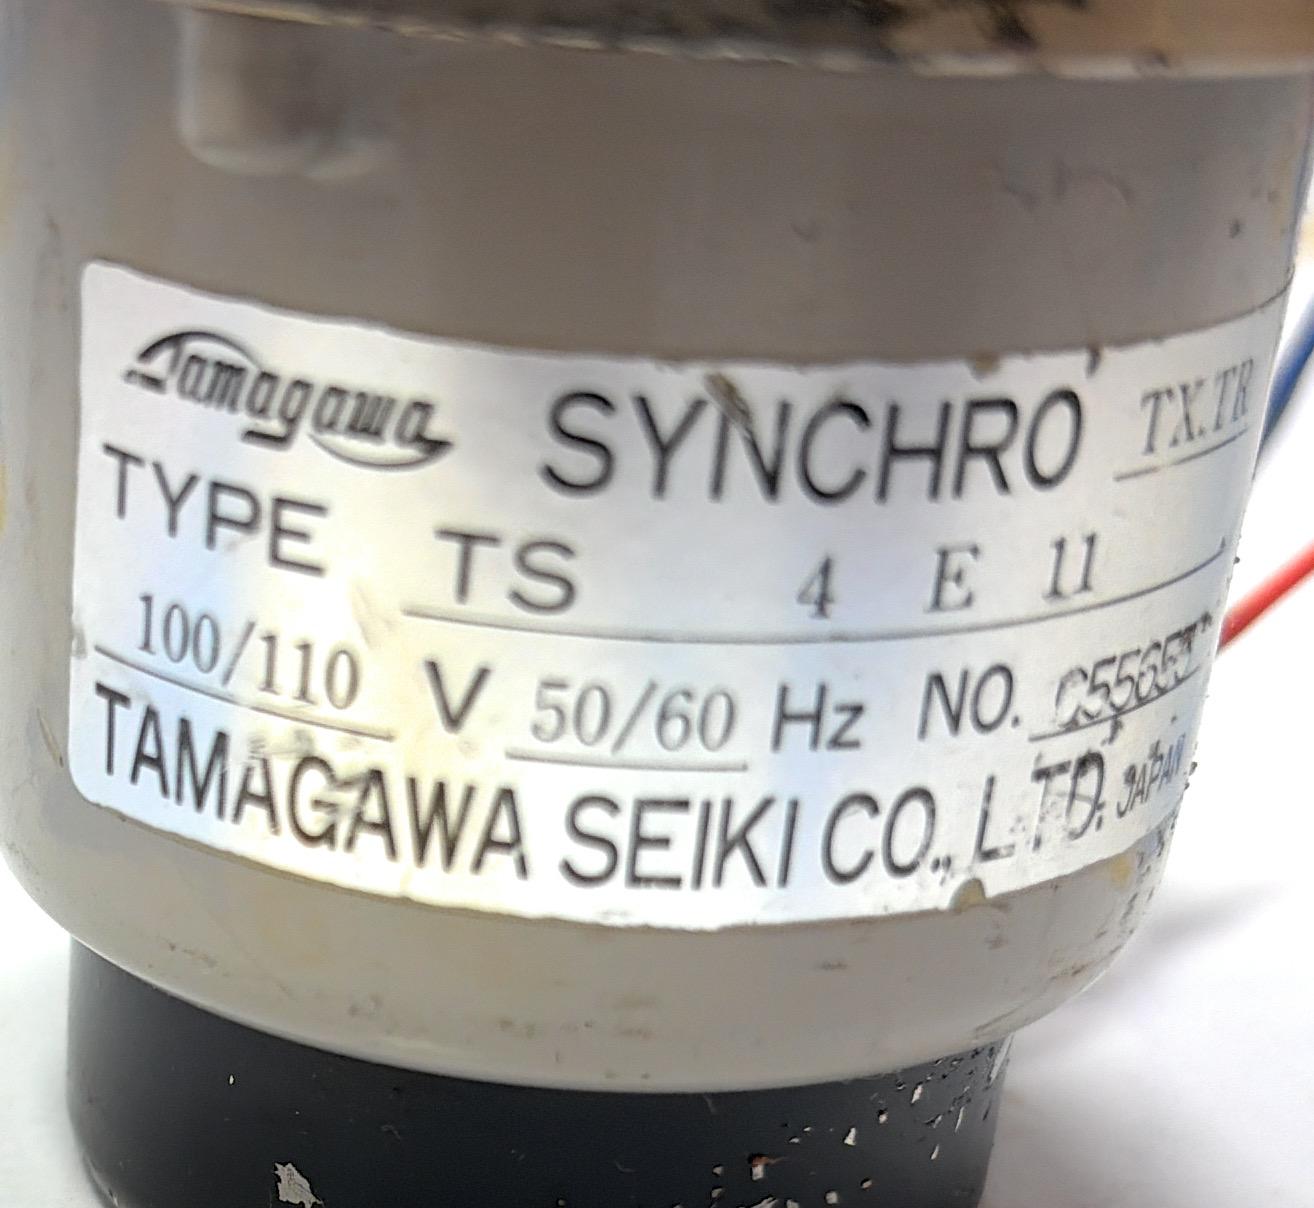 Tamagawa SYNCHRO TX.TR
TYPE TS 4 E 11
100/110 V 50/60 Hz NO.
TAMAGAWA SEIKI CO., LTD. JAPAN